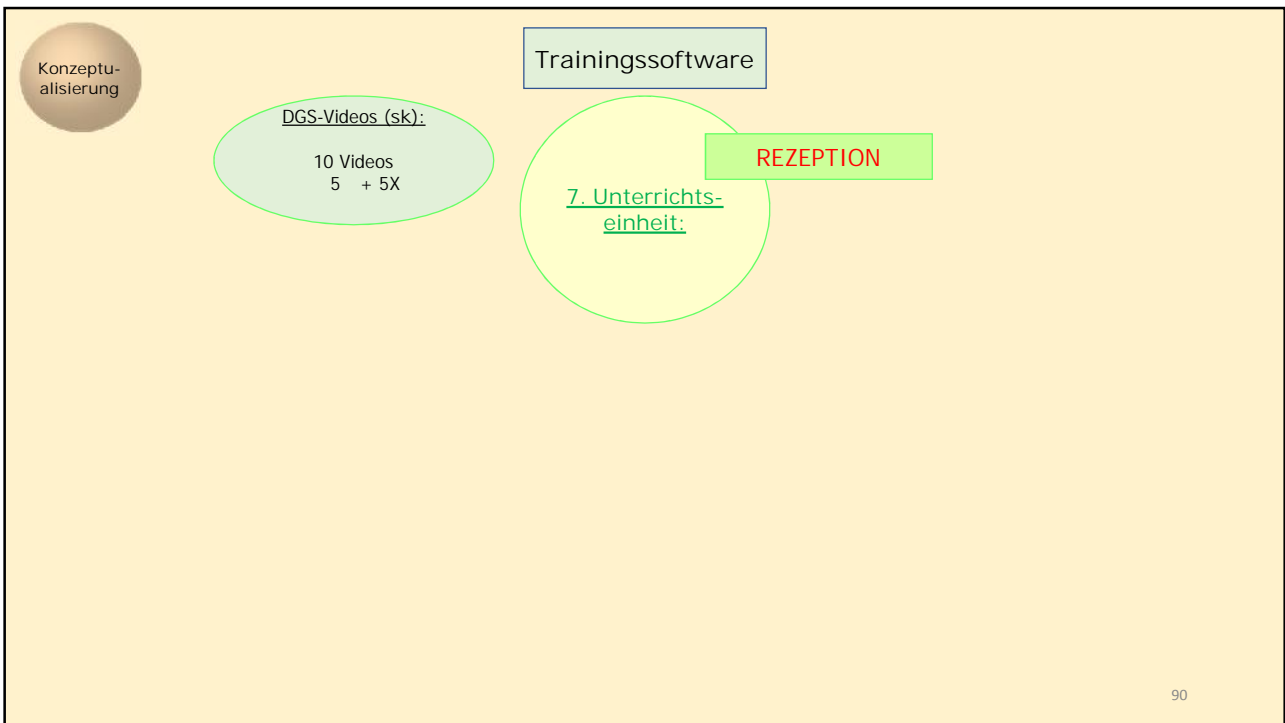 Konzeptu-
alisierung
Trainingssoftware
DGS-Videos (sk):
10 Videos
5 + 5X
REZEPTION
7. Unterrichts-
einheit:
90